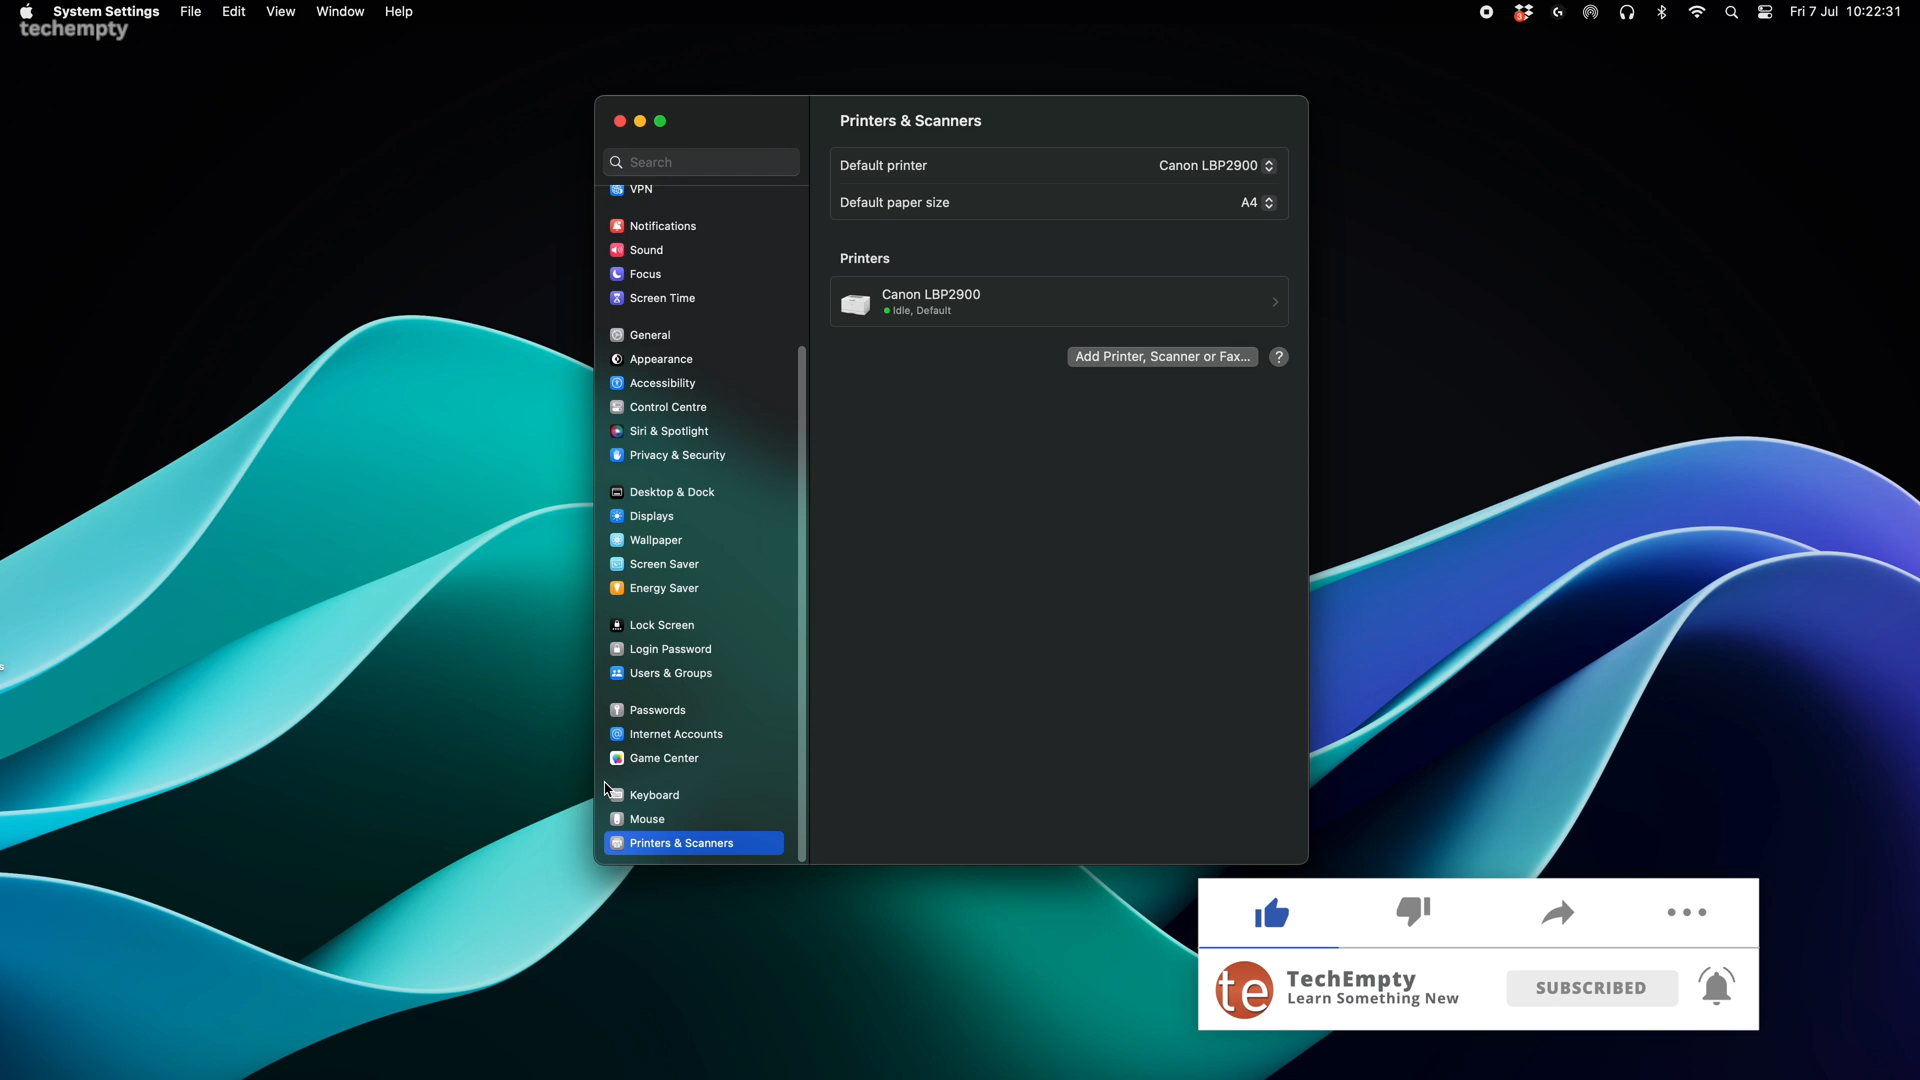 System Settings File Edit View Window Help
3 Fri 7 Jul 10:22:31
techempty
Search
VPN
Notifications
Sound
Focus
Screen Time
General
Appearance
Accessibility
Control Centre
Siri & Spotlight
Privacy & Security
Desktop & Dock
Displays
Wallpaper
Screen Saver
Energy Saver
Lock Screen
Login Password
Users & Groups
Passwords
Internet Accounts
Game Center
Keyboard
Mouse
Printers & Scanners
Printers & Scanners
Default printer Canon LBP2900
Default paper size A4
Printers
Canon LBP2900
Idle, Default
Add Printer, Scanner or Fax... ?
s
te
TechEmpty
Learn Something New
SUBSCRIBED